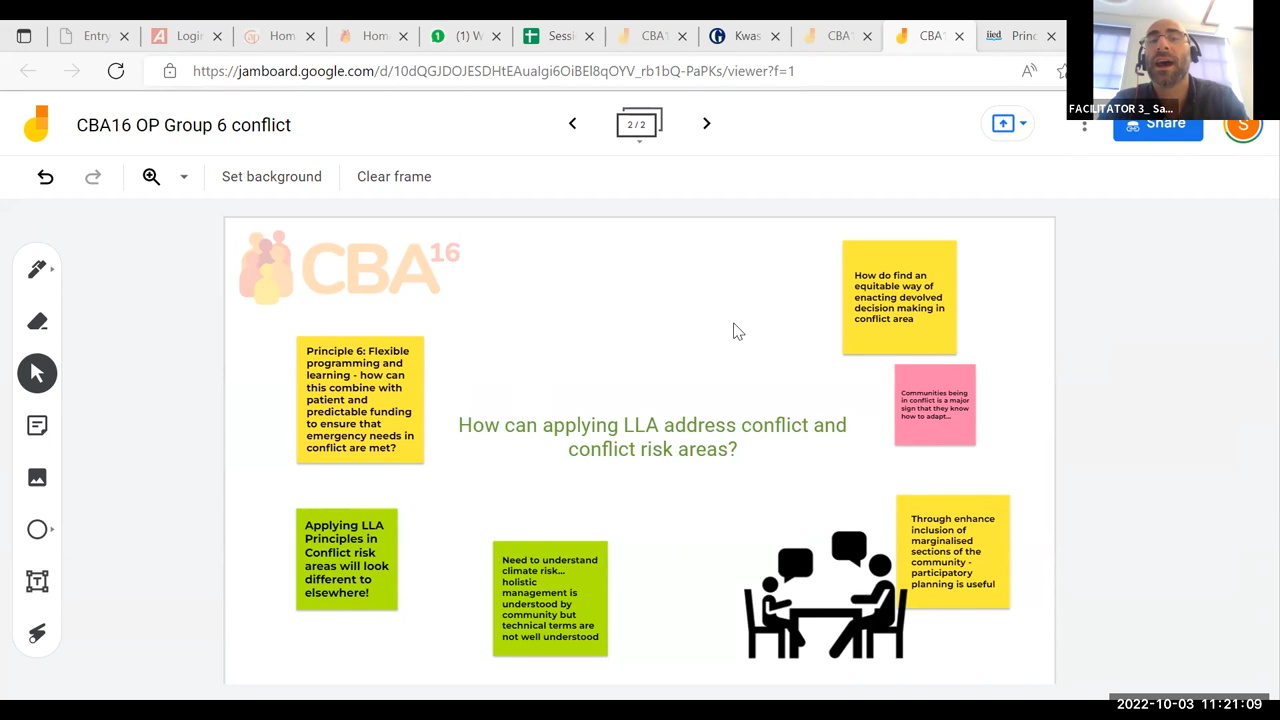 Entry
Login
Hom
Hom
(1) W
Sessi
CBA1
Kwas
CBA
CBA1
iied
Princ
https://jamboard.google.com/d/10dqQGJDOJESDHtEAualgi6OiBEl8qOYV_rb1bQ-PaPKs/viewer?f=1
FACILITATOR 3_ Sa...
CBA16 OP Group 6 conflict
2 / 2
Share
S
Set background
Clear frame
CBA16
How do find an
equitable way of
enacting devolved
decision making in
conflict area
Principle 6: Flexible
programming and
learning - how can
this combine with
patient and
predictable funding
to ensure that
emergency needs in
conflict are met?
Communities being
in conflict is a major
sign that they know
how to adapt...
How can applying LLA address conflict and
conflict risk areas?
Applying LLA
Principles in
Conflict risk
areas will look
different to
elsewhere!
Need to understand
climate risk...
holistic
management is
understood by
community but
technical terms are
not well understood
Through enhance
inclusion of
marginalised
sections of the
community -
participatory
planning is useful
2022-10-03 11:21:09